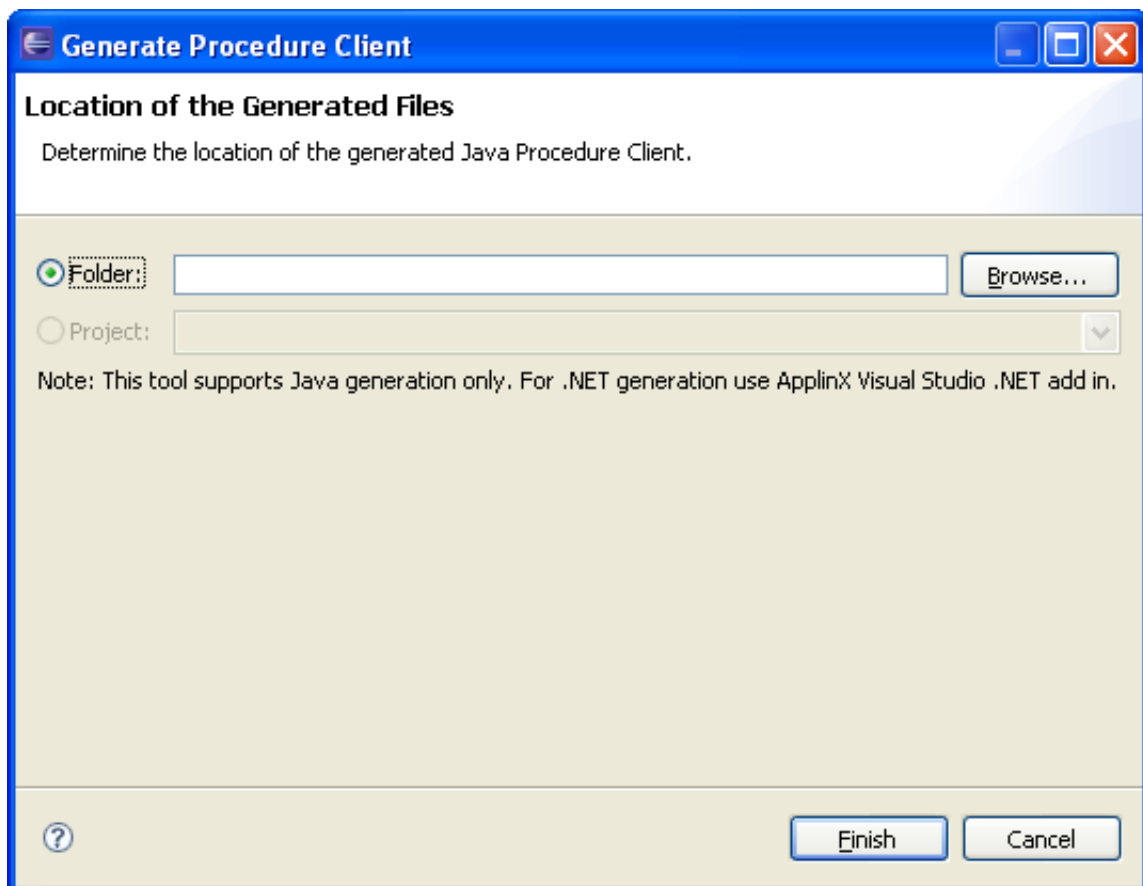 Generate Procedure Client
Location of the Generated Files
Determine the location of the generated Java Procedure Client.
Folder: Browse...
Project:
Note: This tool supports Java generation only. For .NET generation use ApplinX Visual Studio .NET add in.
? Finish Cancel